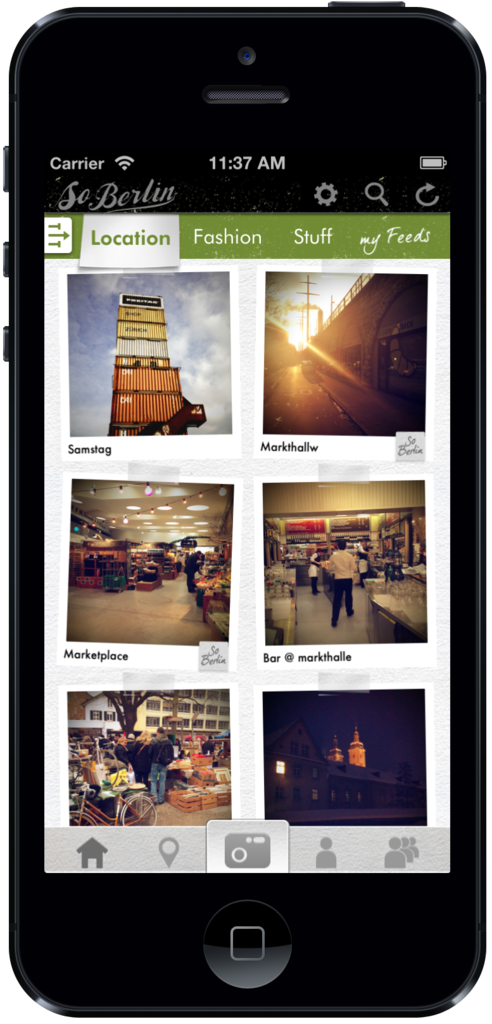 Carrier 11:37 AM
So Berlin
Location Fashion Stuff my Feeds
FREITAG
Samstag
Markthallw
So Berlin
Marketplace
So Berlin
Bar @ markthalle